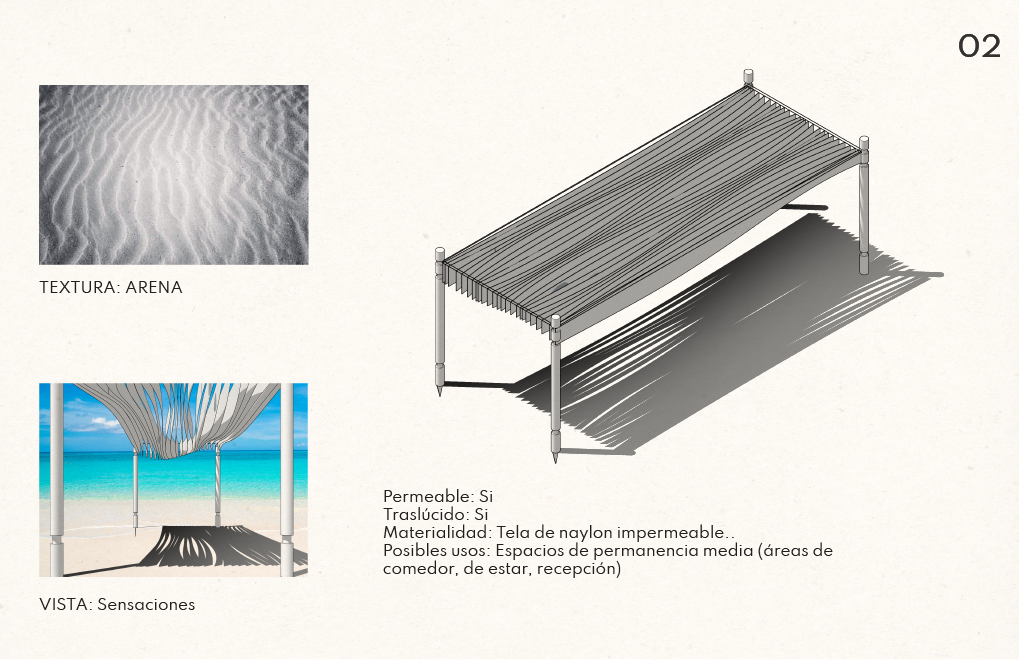 02
TEXTURA: ARENA
Permeable: Si
Traslúcido: Si
Materialidad: Tela de naylon impermeable..
Posibles usos: Espacios de permanencia media (áreas de
comedor, de estar, recepción)
VISTA: Sensaciones